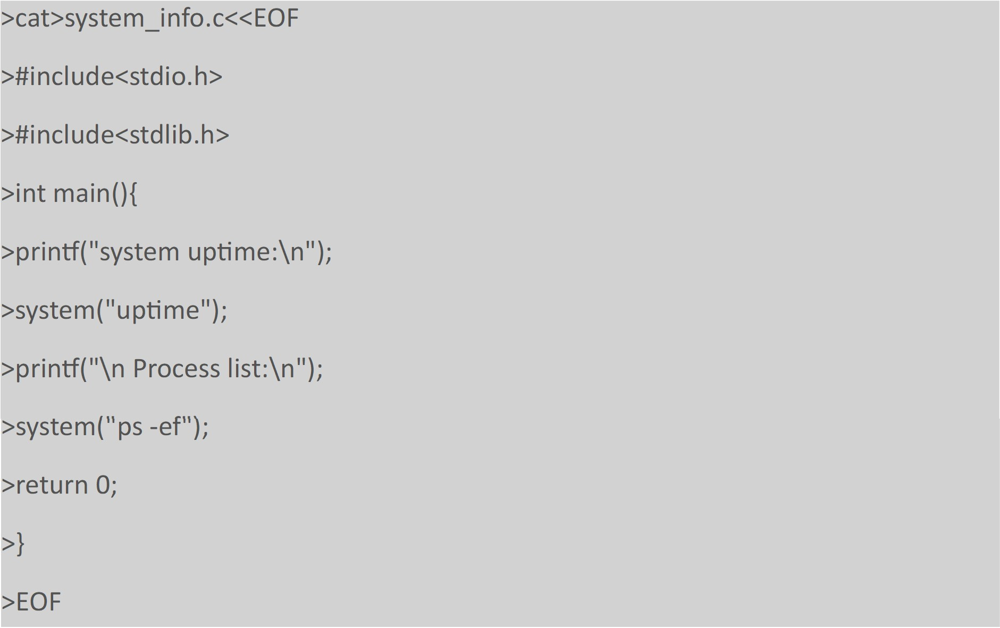 >cat>system_info.c<<EOF
>#include<stdio.h>
>#include<stdlib.h>
>int main(){
>printf("system uptime:\n");
>system("uptime");
>printf("\n Process list:\n");
>system("ps -ef");
>return 0;
>}
>EOF